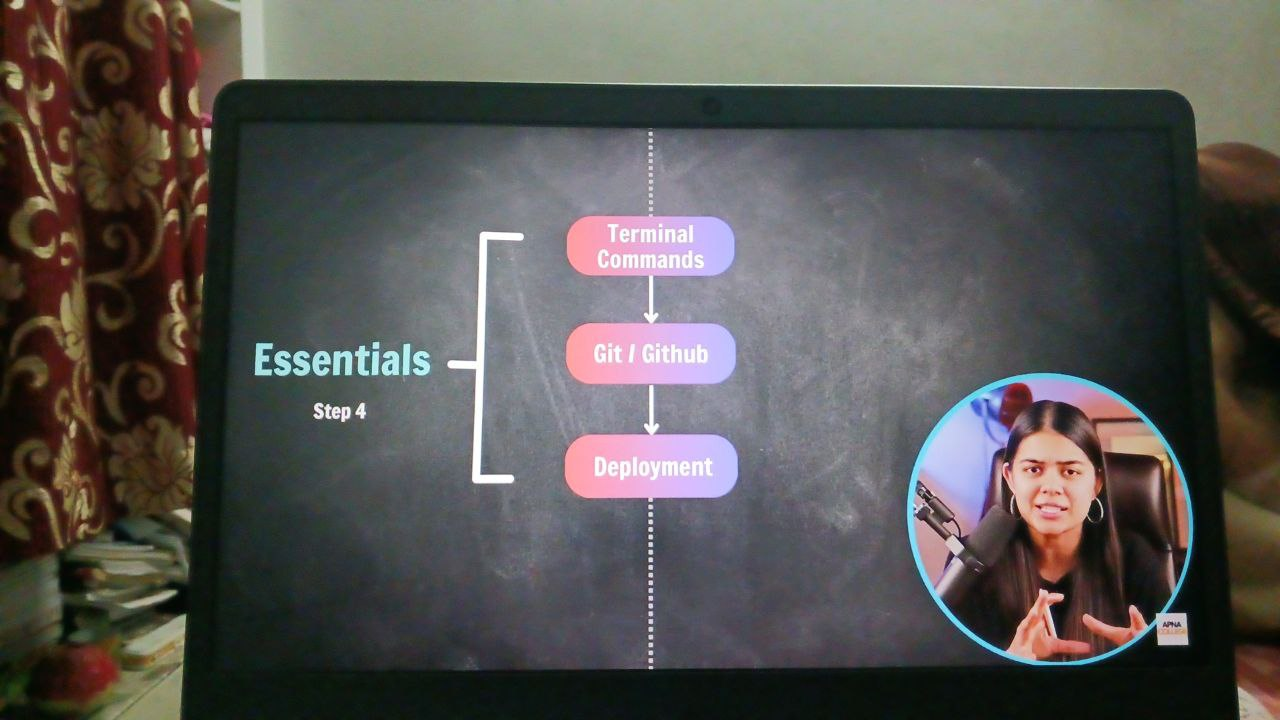 Terminal
Commands
Git / Github
Essentials
Step 4
Deployment
APNA
COLLEGE